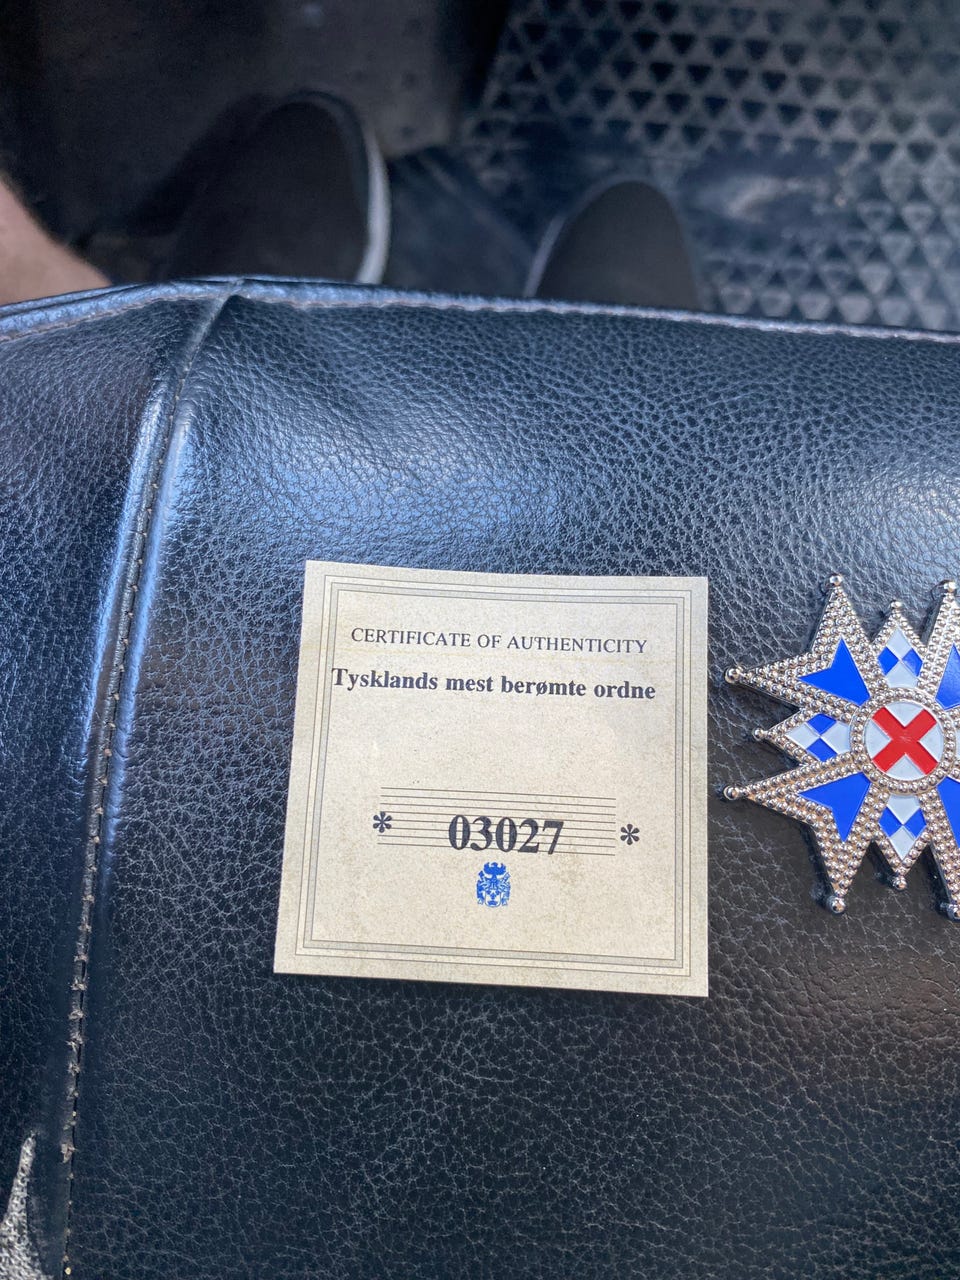 CERTIFICATE OF AUTHENTICITY
Tysklands mest berømte ordne
* 03027 *